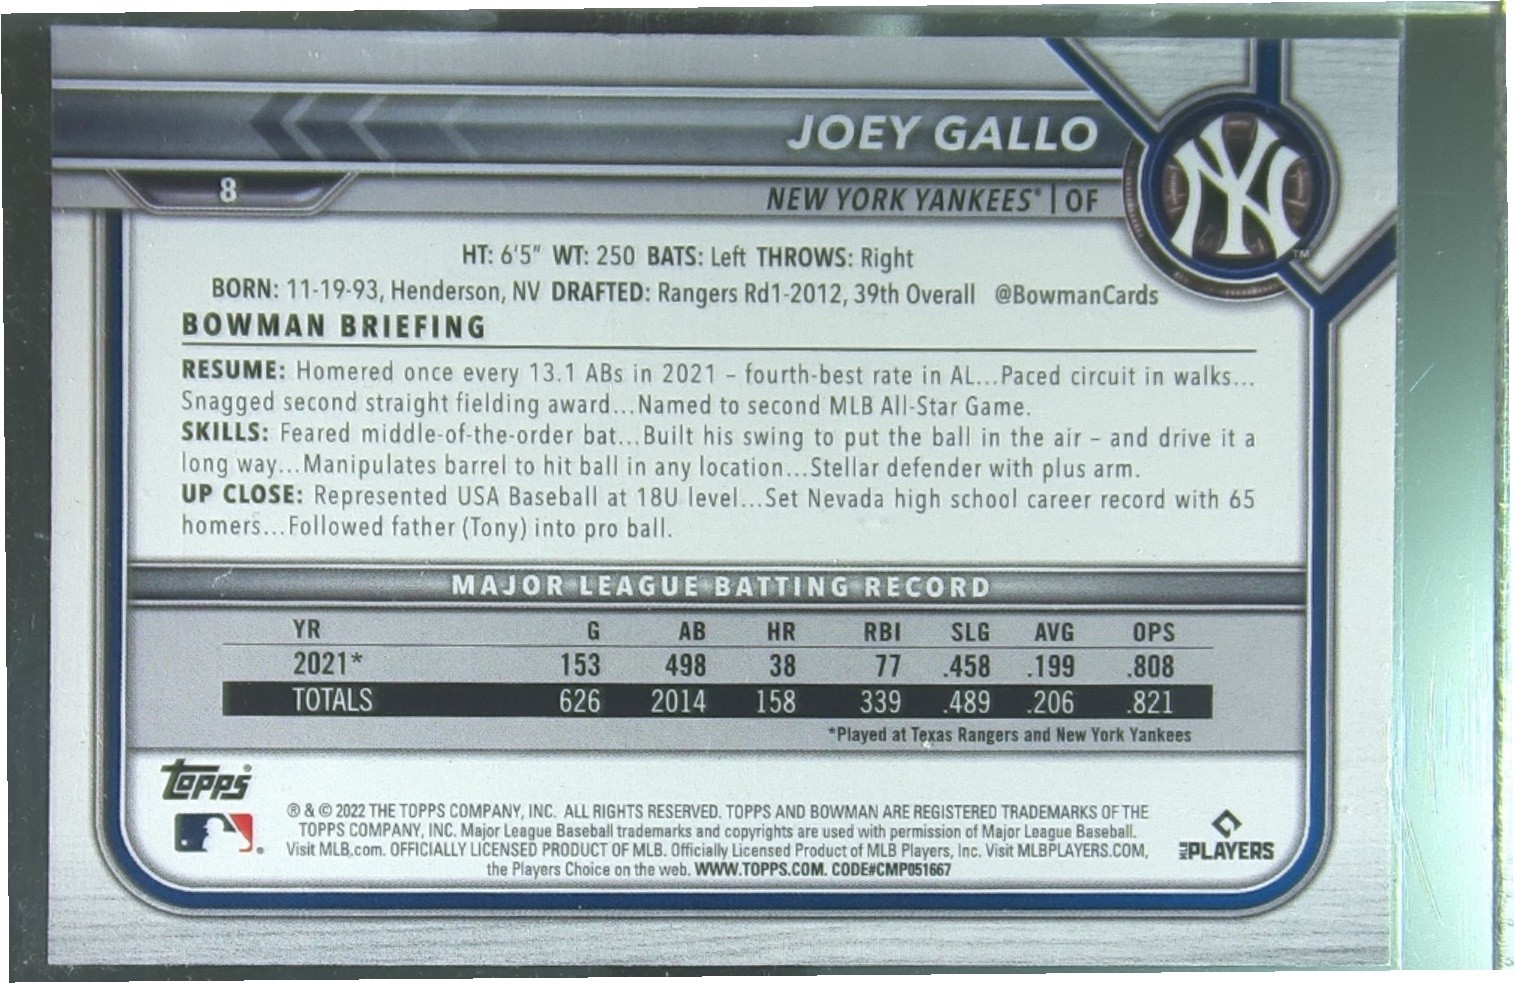 JOEY GALLO
8
NEW YORK YANKEES® | OF
NY
TM
HT: 6'5" WT: 250 BATS: Left THROWS: Right
BORN: 11-19-93, Henderson, NV DRAFTED: Rangers Rd1-2012, 39th Overall @BowmanCards
BOWMAN BRIEFING
RESUME: Homered once every 13.1 ABs in 2021 – fourth-best rate in AL...Paced circuit in walks...
Snagged second straight fielding award...Named to second MLB All-Star Game.
SKILLS: Feared middle-of-the-order bat...Built his swing to put the ball in the air – and drive it a
long way...Manipulates barrel to hit ball in any location...Stellar defender with plus arm.
UP CLOSE: Represented USA Baseball at 18U level...Set Nevada high school career record with 65
homers...Followed father (Tony) into pro ball.
MAJOR LEAGUE BATTING RECORD
YR G AB HR RBI SLG AVG OPS
2021* 153 498 38 77 .458 .199 .808
TOTALS 626 2014 158 339 .489 .206 .821
*Played at Texas Rangers and New York Yankees
Topps®
® & © 2022 THE TOPPS COMPANY, INC. ALL RIGHTS RESERVED. TOPPS AND BOWMAN ARE REGISTERED TRADEMARKS OF THE
TOPPS COMPANY, INC. Major League Baseball trademarks and copyrights are used with permission of Major League Baseball.
Visit MLB.com. OFFICIALLY LICENSED PRODUCT OF MLB. Officially Licensed Product of MLB Players, Inc. Visit MLBPLAYERS.COM,
the Players Choice on the web. WWW.TOPPS.COM. CODE#CMP051667
MLB PLAYERS